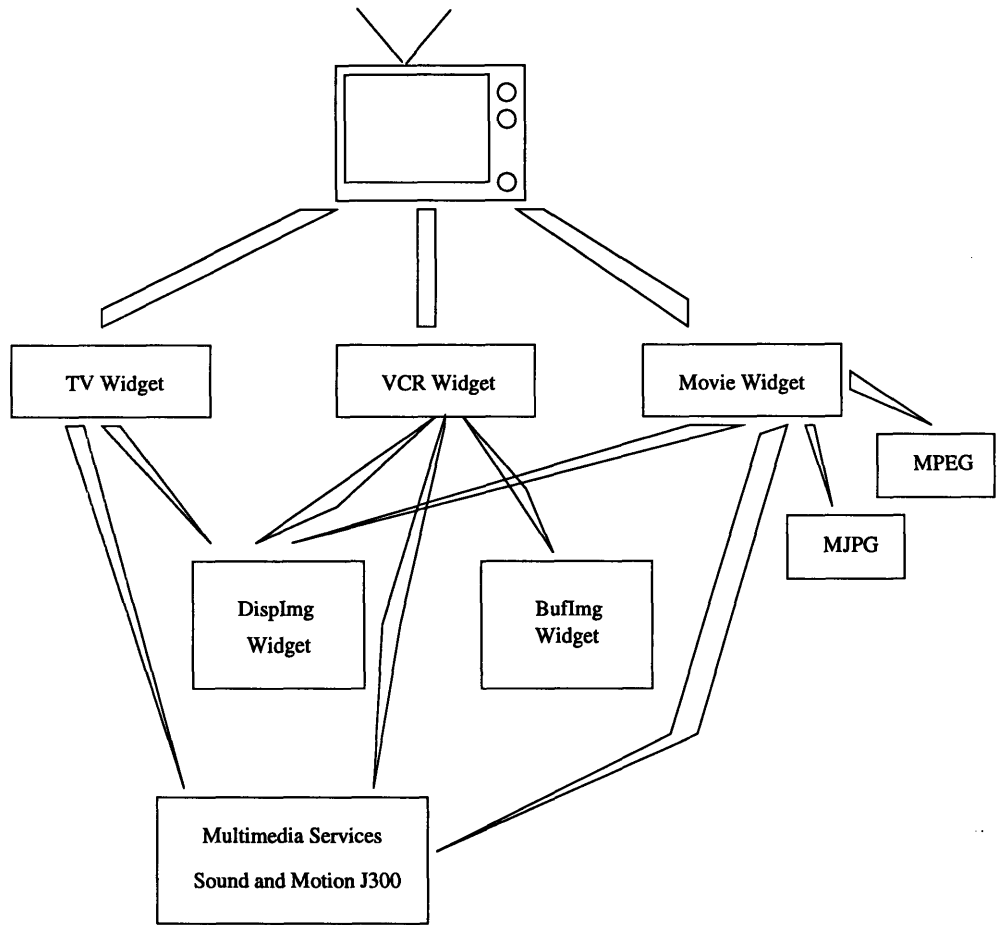 TV Widget
VCR Widget
Movie Widget
MPEG
MJPG
DispImg
Widget
BufImg
Widget
Multimedia Services
Sound and Motion J300